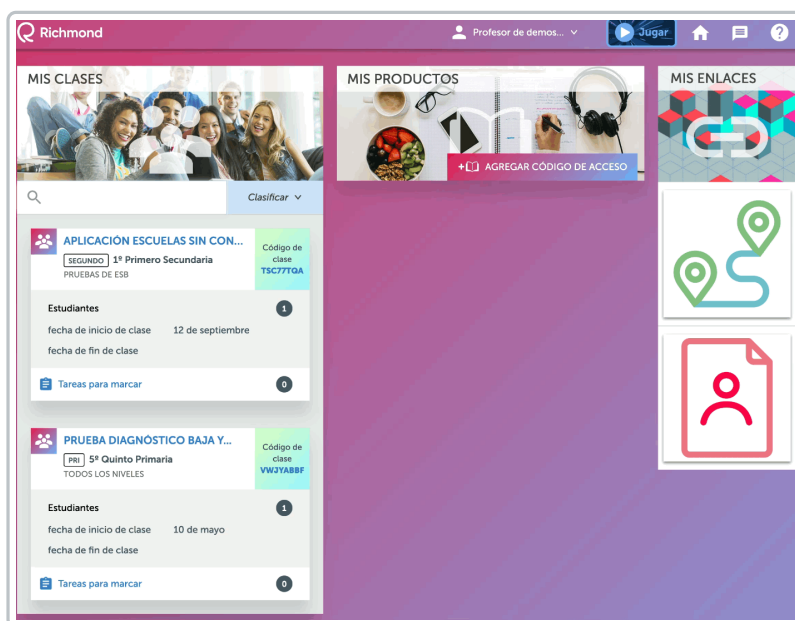 Richmond
Profesor de demos...
Jugar
?
MIS CLASES
MIS PRODUCTOS
MIS ENLACES
+ AGREGAR CÓDIGO DE ACCESO
Clasificar
APLICACIÓN ESCUELAS SIN CON...
SEGUNDO 1º Primero Secundaria
PRUEBAS DE ESB
Código de
clase
TSC77TQA
Estudiantes 1
fecha de inicio de clase 12 de septiembre
fecha de fin de clase
Tareas para marcar 0
PRUEBA DIAGNÓSTICO BAJA Y...
PRI 5º Quinto Primaria
TODOS LOS NIVELES
Código de
clase
VWJYABBF
Estudiantes 1
fecha de inicio de clase 10 de mayo
fecha de fin de clase
Tareas para marcar 0